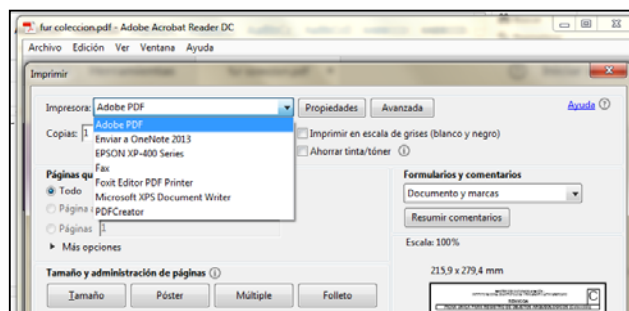 fur coleccion.pdf - Adobe Acrobat Reader DC
Archivo Edición Ver Ventana Ayuda
Imprimir
Impresora: Adobe PDF Propiedades Avanzada Ayuda
Adobe PDF
Copias: 1 Enviar a OneNote 2013 Imprimir en escala de grises (blanco y negro)
EPSON XP-400 Series Ahorrar tinta/tóner
Fax
Foxit Editor PDF Printer
Microsoft XPS Document Writer
PDFCreator
Páginas qu Formularios y comentarios
Todo Documento y marcas
Página a
Páginas 1 Resumir comentarios
Más opciones
Escala: 100%
Tamaño y administración de páginas 215,9 x 279,4 mm
Tamaño Póster Múltiple Folleto
C